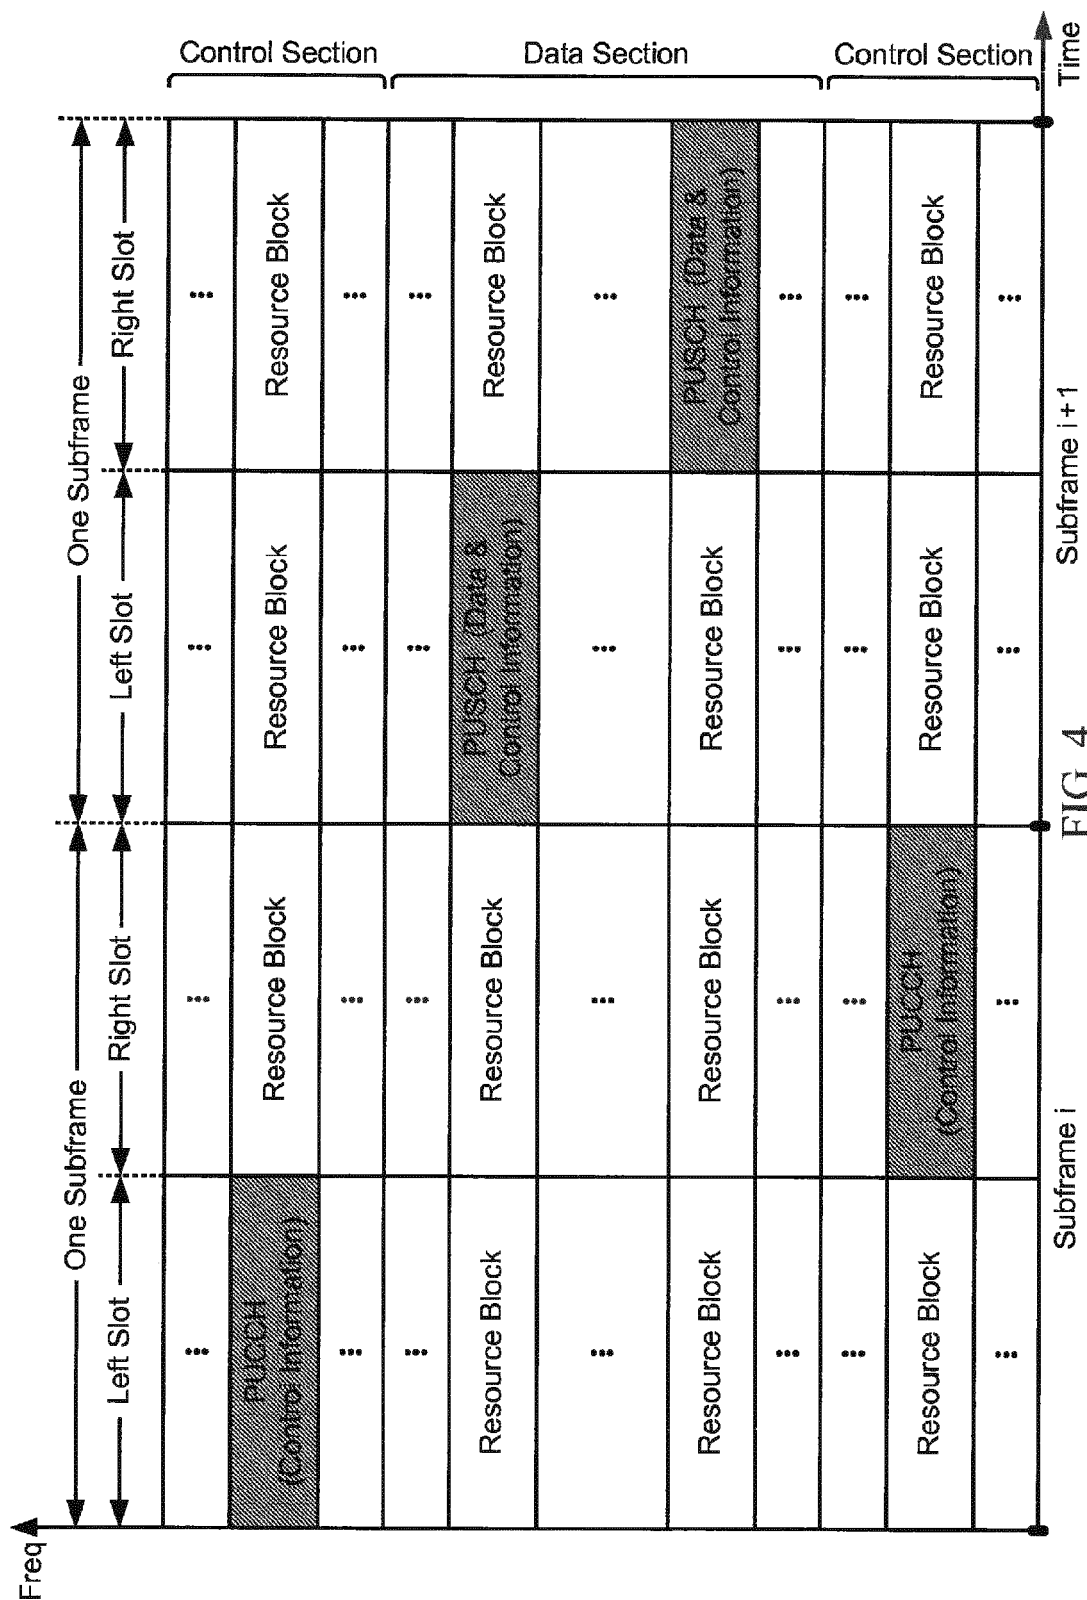 Freq
One Subframe
One Subframe
Left Slot
Right Slot
Left Slot
Right Slot
... ... ... ...
PUCCH
(Control Information)
Resource Block
Resource Block
Resource Block
Control Section
... ... ... ...
... ... ... ...
Resource Block
Resource Block
PUSCH (Data &
Control Information)
Resource Block
... ... ... ...
Data Section
Resource Block
Resource Block
Resource Block
PUSCH (Data &
Control Information)
... ... ... ...
... ... ... ...
Resource Block
PUCCH
(Control Information)
Resource Block
Resource Block
Control Section
... ... ... ...
Subframe i
Subframe i + 1
Time
FIG. 4